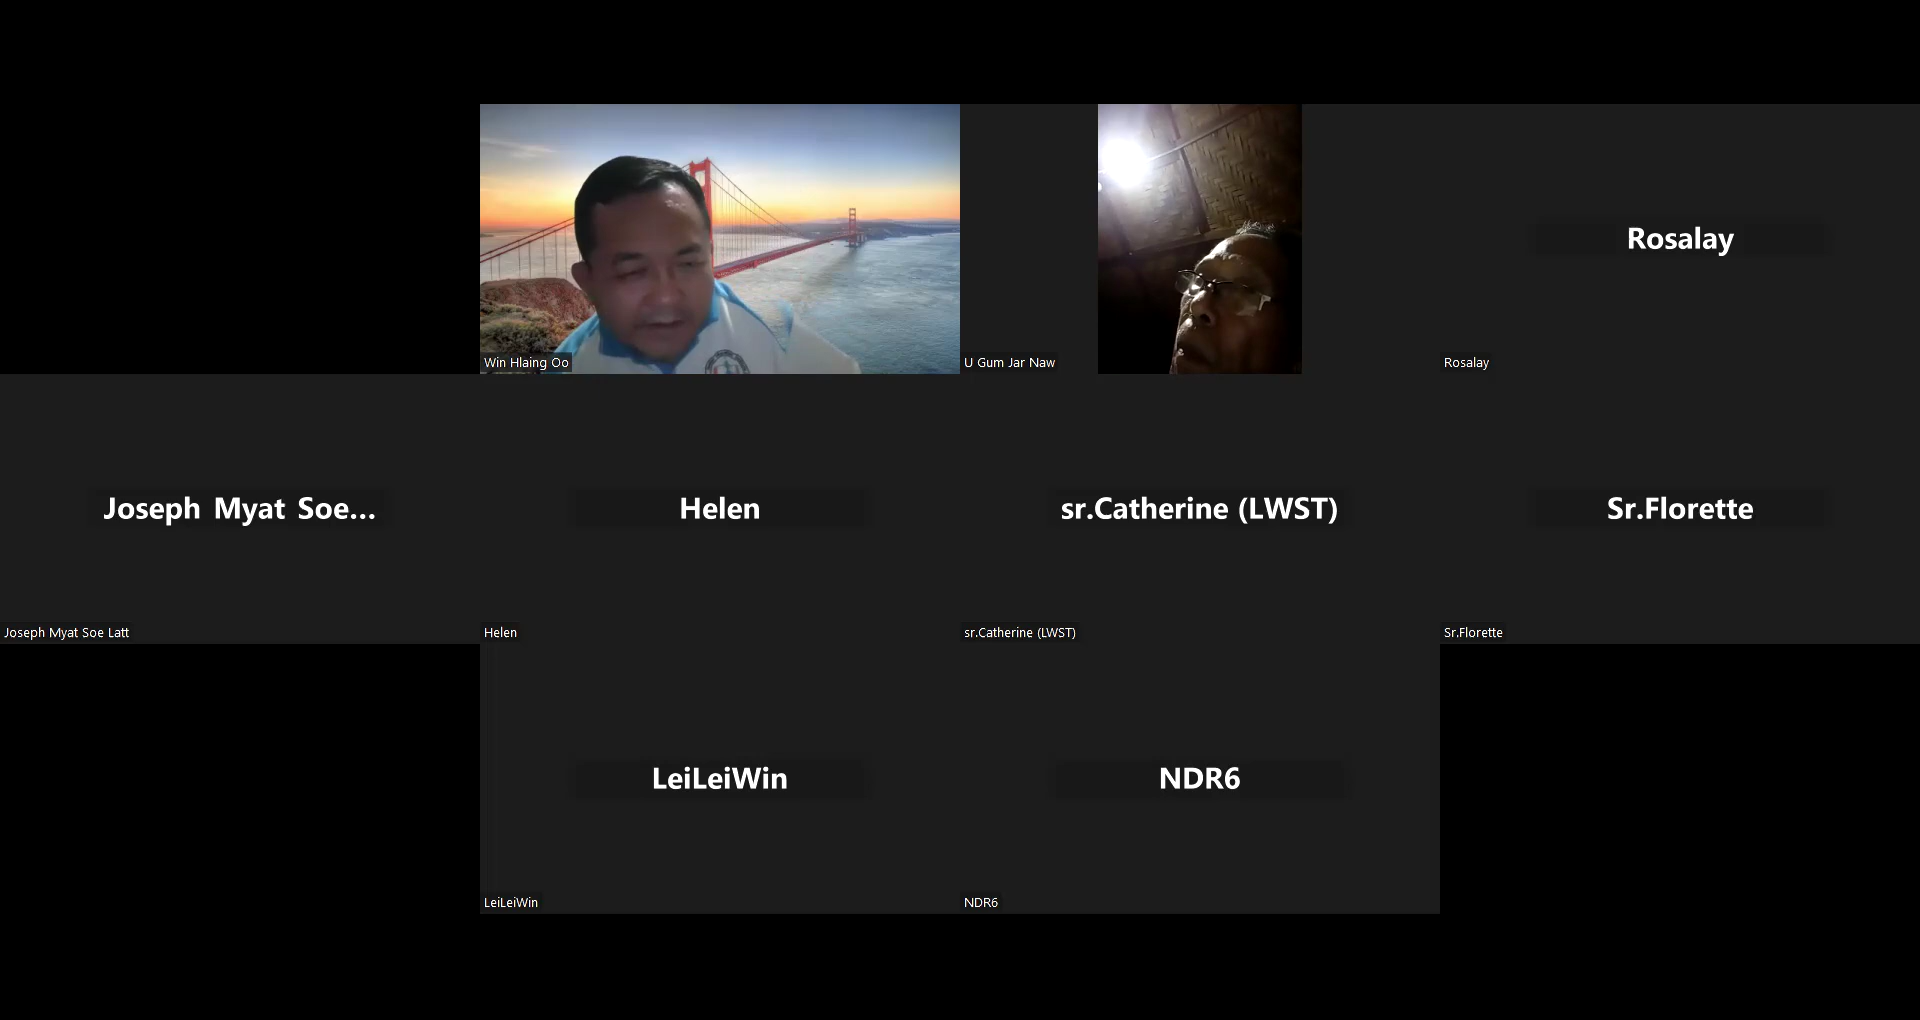 Win Hlaing Oo
U Gum Jar Naw
Rosalay
Rosalay
Joseph Myat Soe...
Joseph Myat Soe Latt
Helen
Helen
sr.Catherine (LWST)
sr.Catherine (LWST)
Sr.Florette
Sr.Florette
LeiLeiWin
LeiLeiWin
NDR6
NDR6